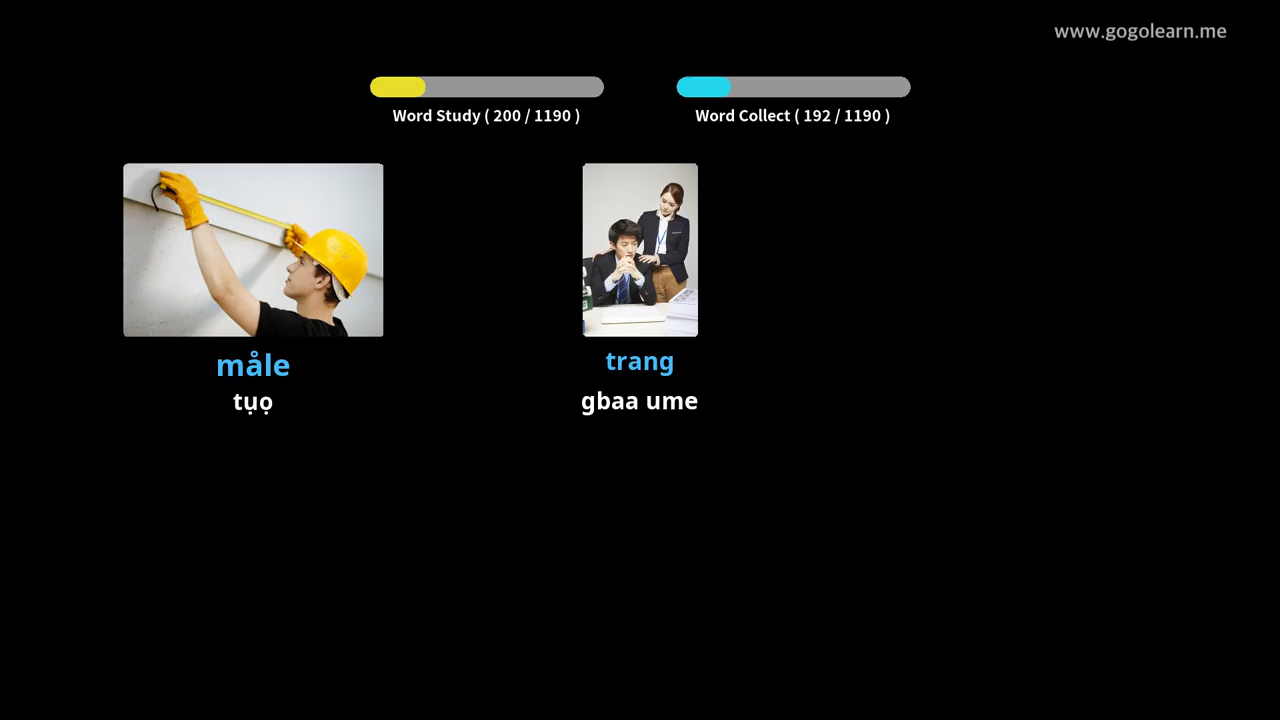 www.gogolearn.me
Word Study ( 200 / 1190 )
Word Collect ( 192 / 1190 )
måle
tụọ
trang
gbaa ume